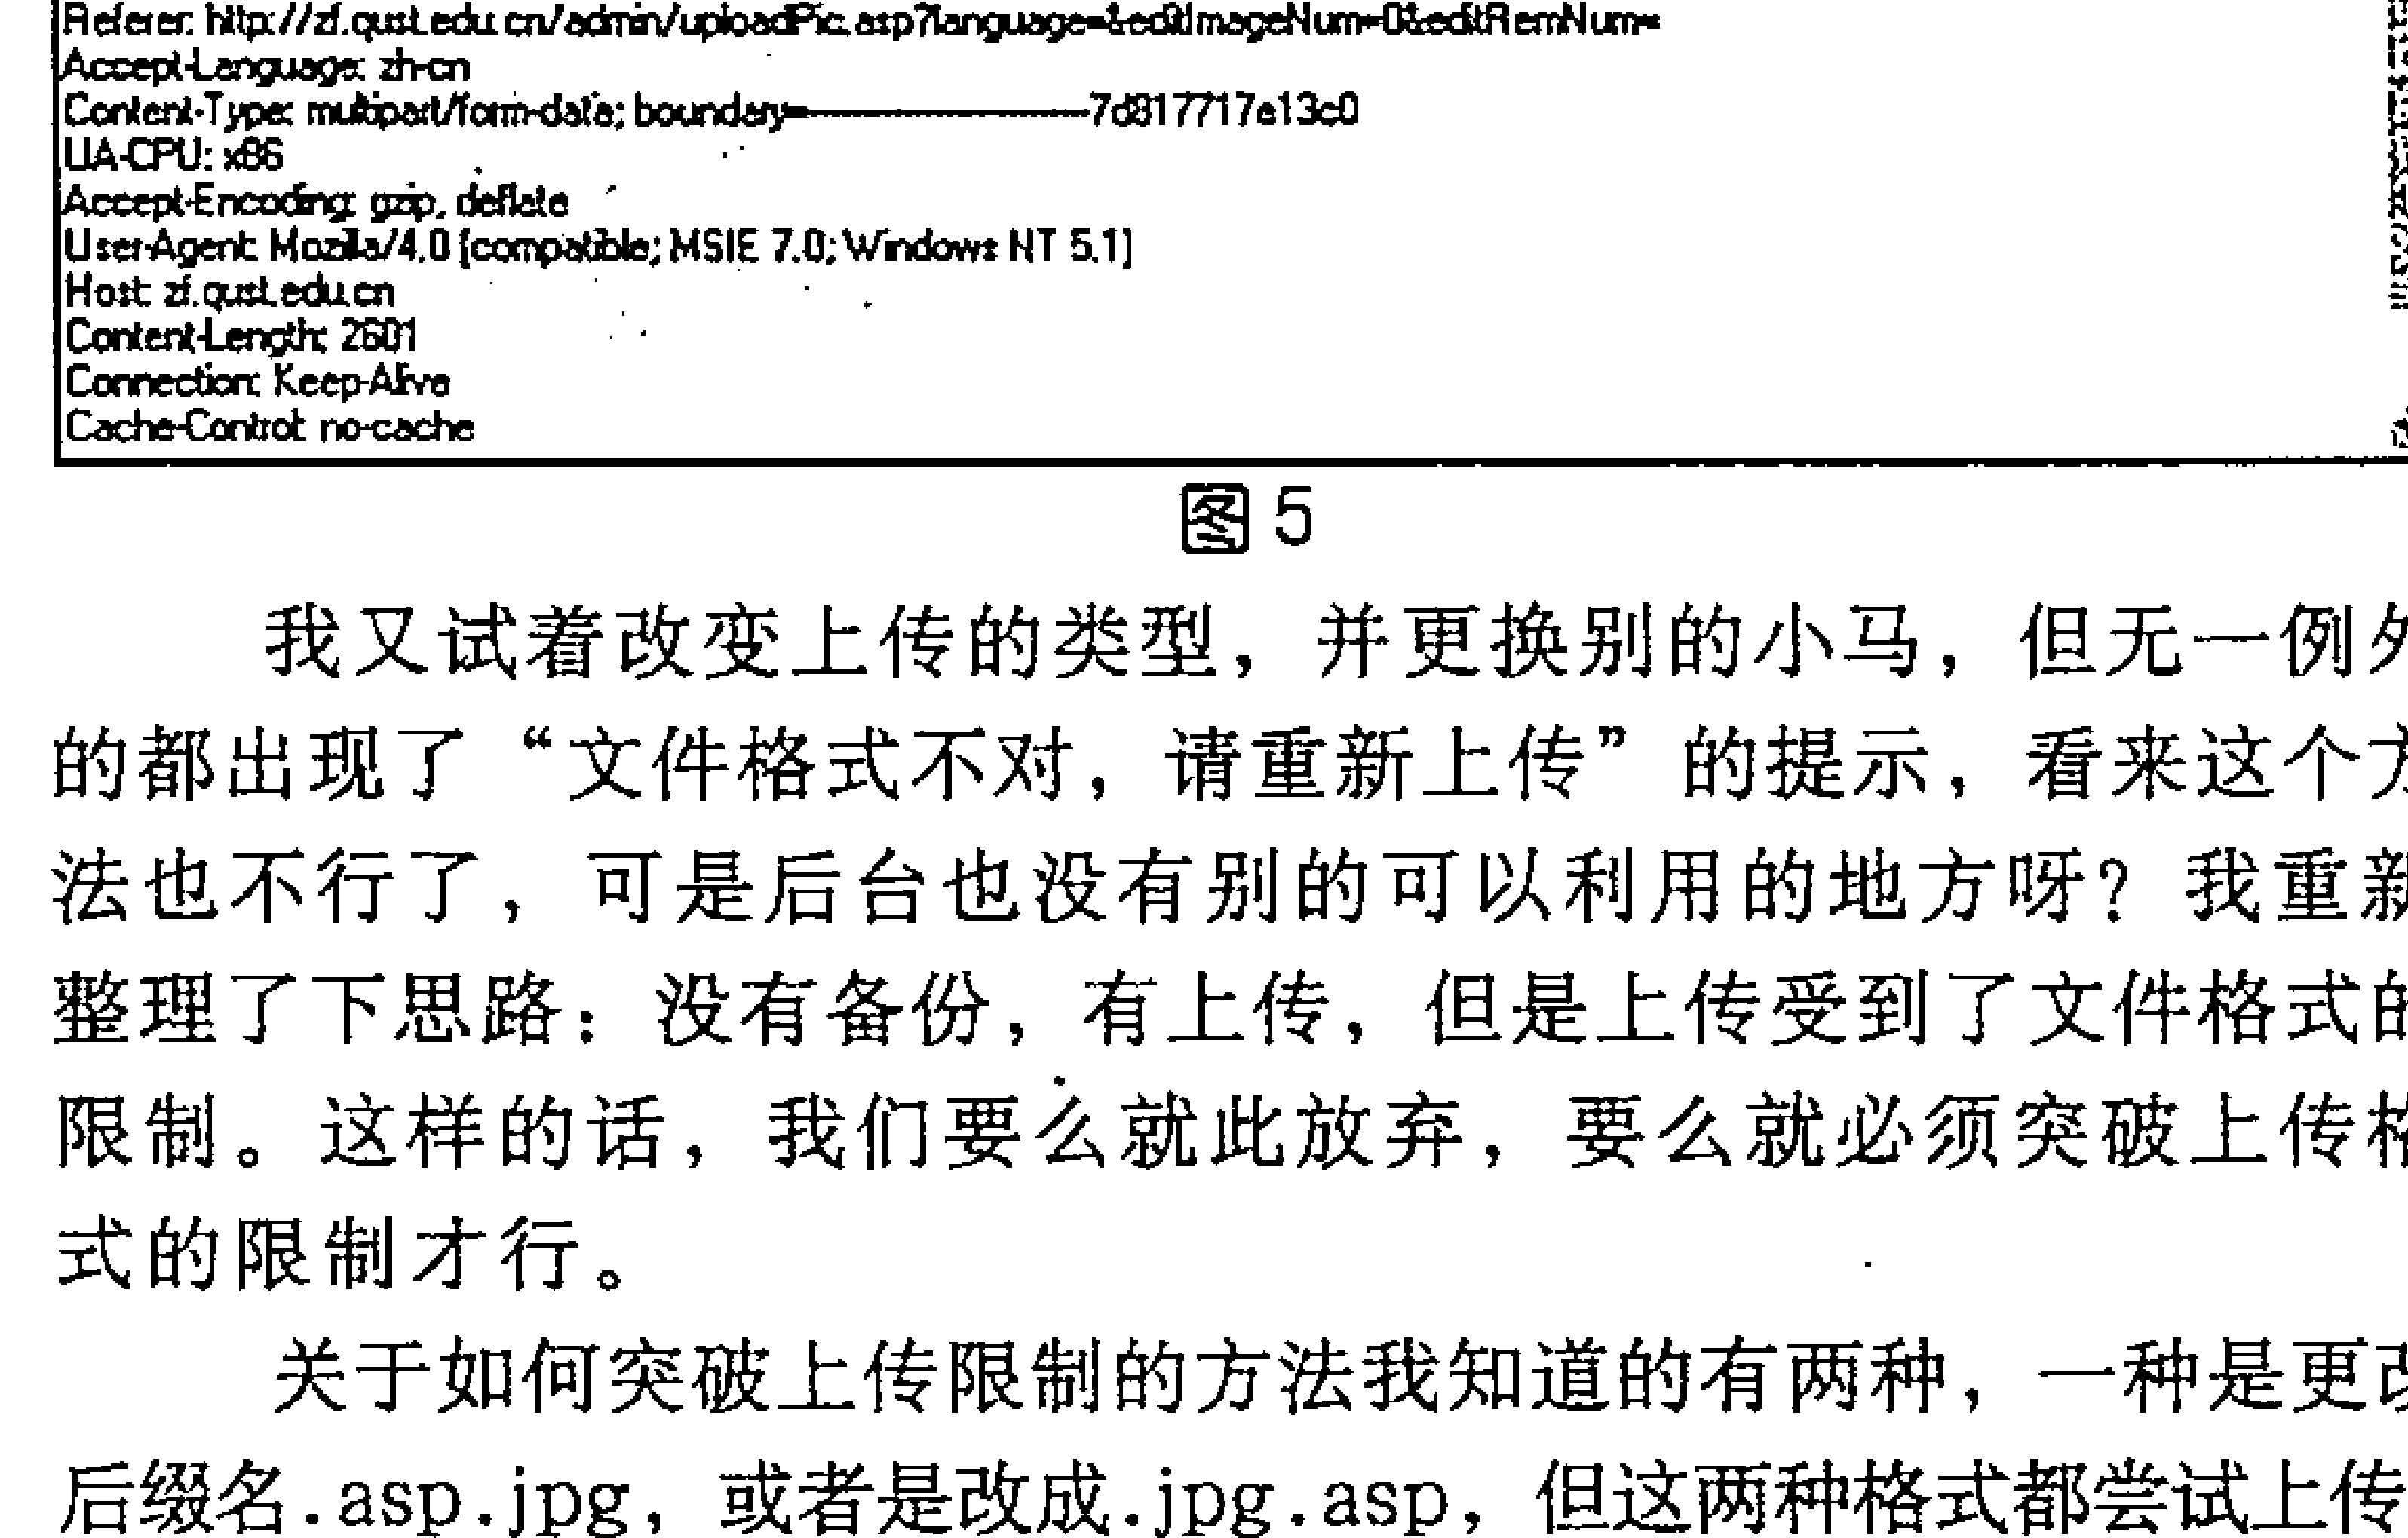 Referer: http://zf.qust.edu.cn/admin/uploadPic.asp?language=&editImageNum=0&editRemNum=
Accept-Language: zh-cn
Content-Type: multipart/form-data; boundary=---------------------------7d817717e13c0
UA-CPU: x86
Accept-Encoding: gzip, deflate
User-Agent: Mozilla/4.0 (compatible; MSIE 7.0; Windows NT 5.1)
Host: zf.qust.edu.cn
Content-Length: 2601
Connection: Keep-Alive
Cache-Control: no-cache
图 5
我又试着改变上传的类型，并更换别的小马，但无一例外
的都出现了“文件格式不对，请重新上传”的提示，看来这个方
法也不行了，可是后台也没有别的可以利用的地方呀？我重新
整理了下思路：没有备份，有上传，但是上传受到了文件格式的
限制。这样的话，我们要么就此放弃，要么就必须突破上传格
式的限制才行。
关于如何突破上传限制的方法我知道的有两种，一种是更改
后缀名.asp.jpg，或者是改成.jpg.asp，但这两种格式都尝试上传